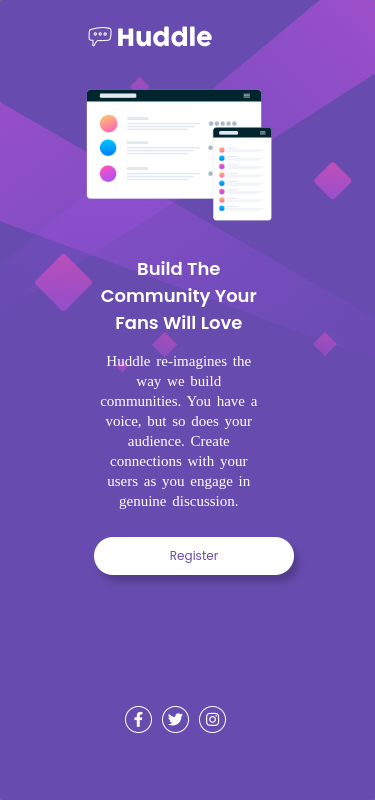 Huddle
Build The
Community Your
Fans Will Love
Huddle re-imagines the
way we build
communities. You have a
voice, but so does your
audience. Create
connections with your
users as you engage in
genuine discussion.
Register